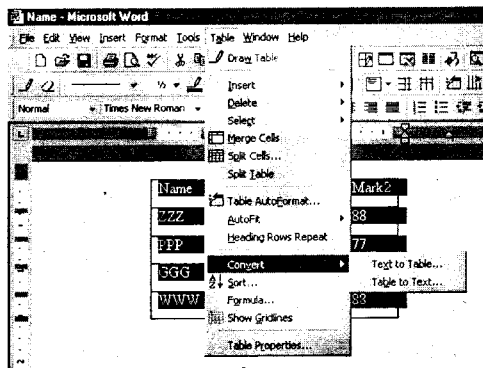 Name - Microsoft Word
File Edit View Insert Format Tools Table Window Help
Draw Table
Normal Times New Roman
Insert
Delete
Select
Merge Cells
Split Cells...
Split Table
Table AutoFormat...
AutoFit
Heading Rows Repeat
Convert
Text to Table...
Table to Text...
Sort...
Formula...
Show Gridlines
Table Properties...
Name Mark2
ZZZ 88
PPP 77
GGG
WWW 83